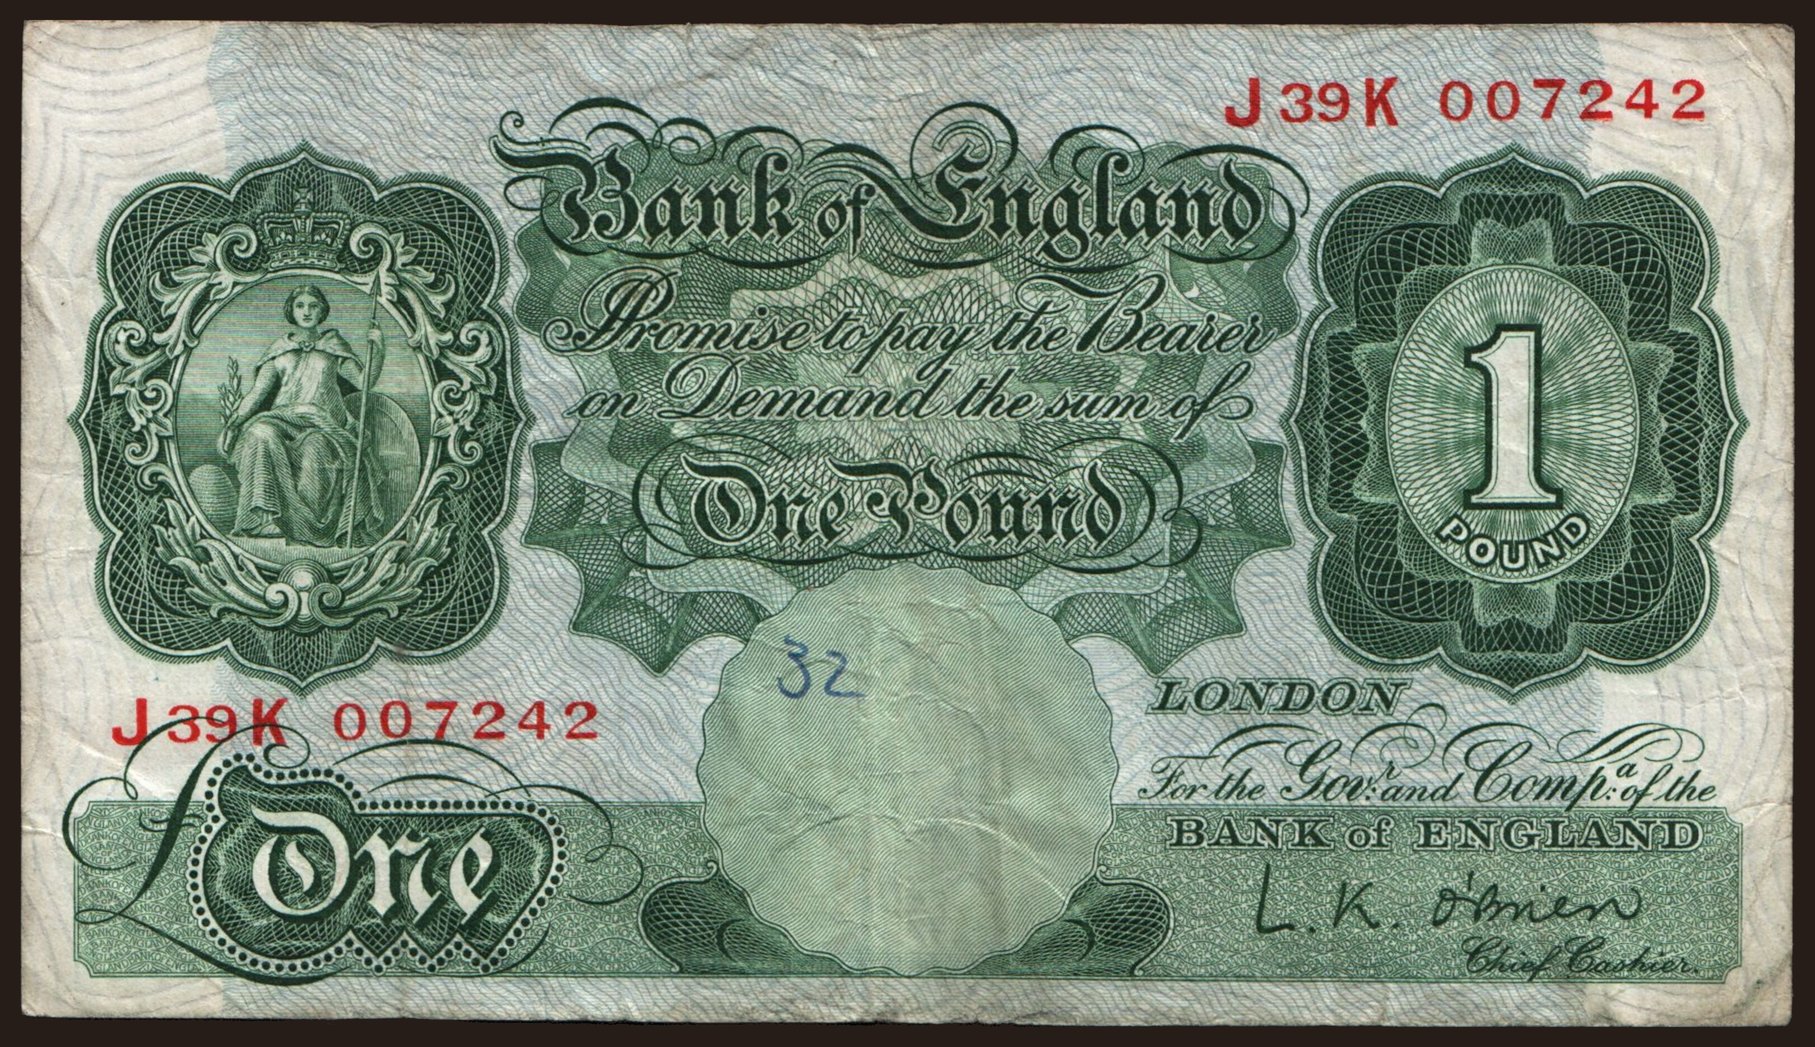 J39K 007242
Bank of England
Promise to pay the Bearer
on Demand the sum of
One Pound
1
POUND
32
J39K 007242
£One
LONDON
For the Govr. and Compa. of the
BANK of ENGLAND
L. K. O'Brien
Chief Cashier.